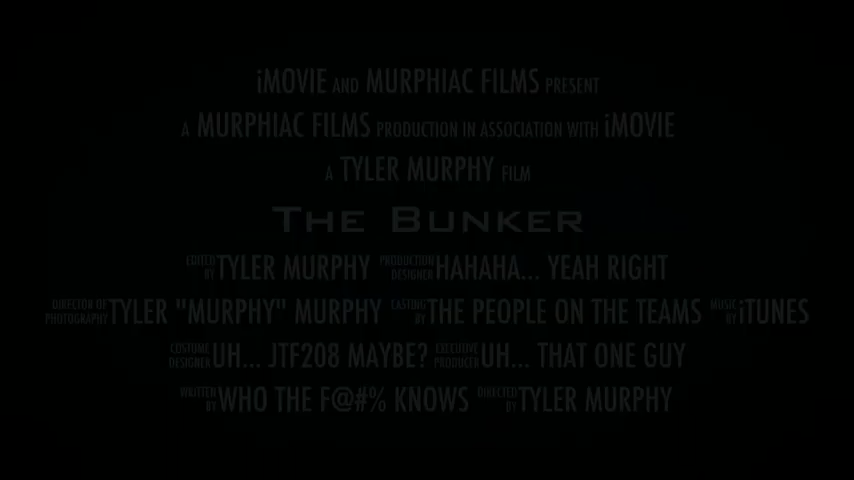 iMOVIE AND MURPHIAC FILMS PRESENT
A MURPHIAC FILMS PRODUCTION IN ASSOCIATION WITH iMOVIE
A TYLER MURPHY FILM
THE BUNKER
EDITED BY TYLER MURPHY PRODUCTION DESIGNER HAHAHA... YEAH RIGHT
DIRECTOR OF PHOTOGRAPHY TYLER "MURPHY" MURPHY CASTING BY THE PEOPLE ON THE TEAMS MUSIC BY iTUNES
COSTUME DESIGNER UH... JTF208 MAYBE? EXECUTIVE PRODUCER UH... THAT ONE GUY
WRITTEN BY WHO THE F@#% KNOWS DIRECTED BY TYLER MURPHY